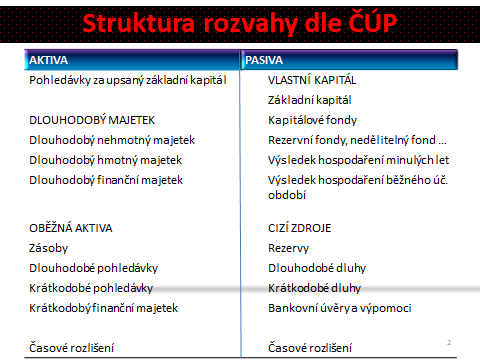 Struktura rozvahy dle ČÚP
AKTIVA
PASIVA
Pohledávky za upsaný základní kapitál
VLASTNÍ KAPITÁL
Základní kapitál
DLOUHODOBÝ MAJETEK
Kapitálové fondy
Dlouhodobý nehmotný majetek
Rezervní fondy, nedělitelný fond ...
Dlouhodobý hmotný majetek
Výsledek hospodaření minulých let
Dlouhodobý finanční majetek
Výsledek hospodaření běžného úč.
období
OBĚŽNÁ AKTIVA
CIZÍ ZDROJE
Zásoby
Rezervy
Dlouhodobé pohledávky
Dlouhodobé dluhy
Krátkodobé pohledávky
Krátkodobé dluhy
Krátkodobý finanční majetek
Bankovní úvěry a výpomoci
Časové rozlišení
Časové rozlišení
2